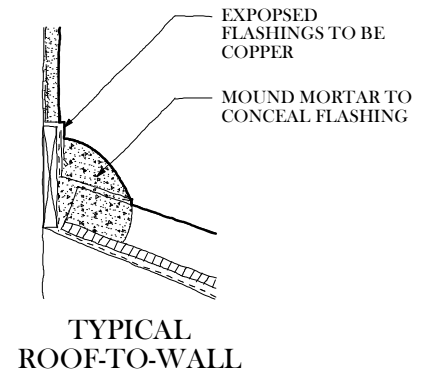 EXPOPSED
FLASHINGS TO BE
COPPER
MOUND MORTAR TO
CONCEAL FLASHING
TYPICAL
ROOF-TO-WALL